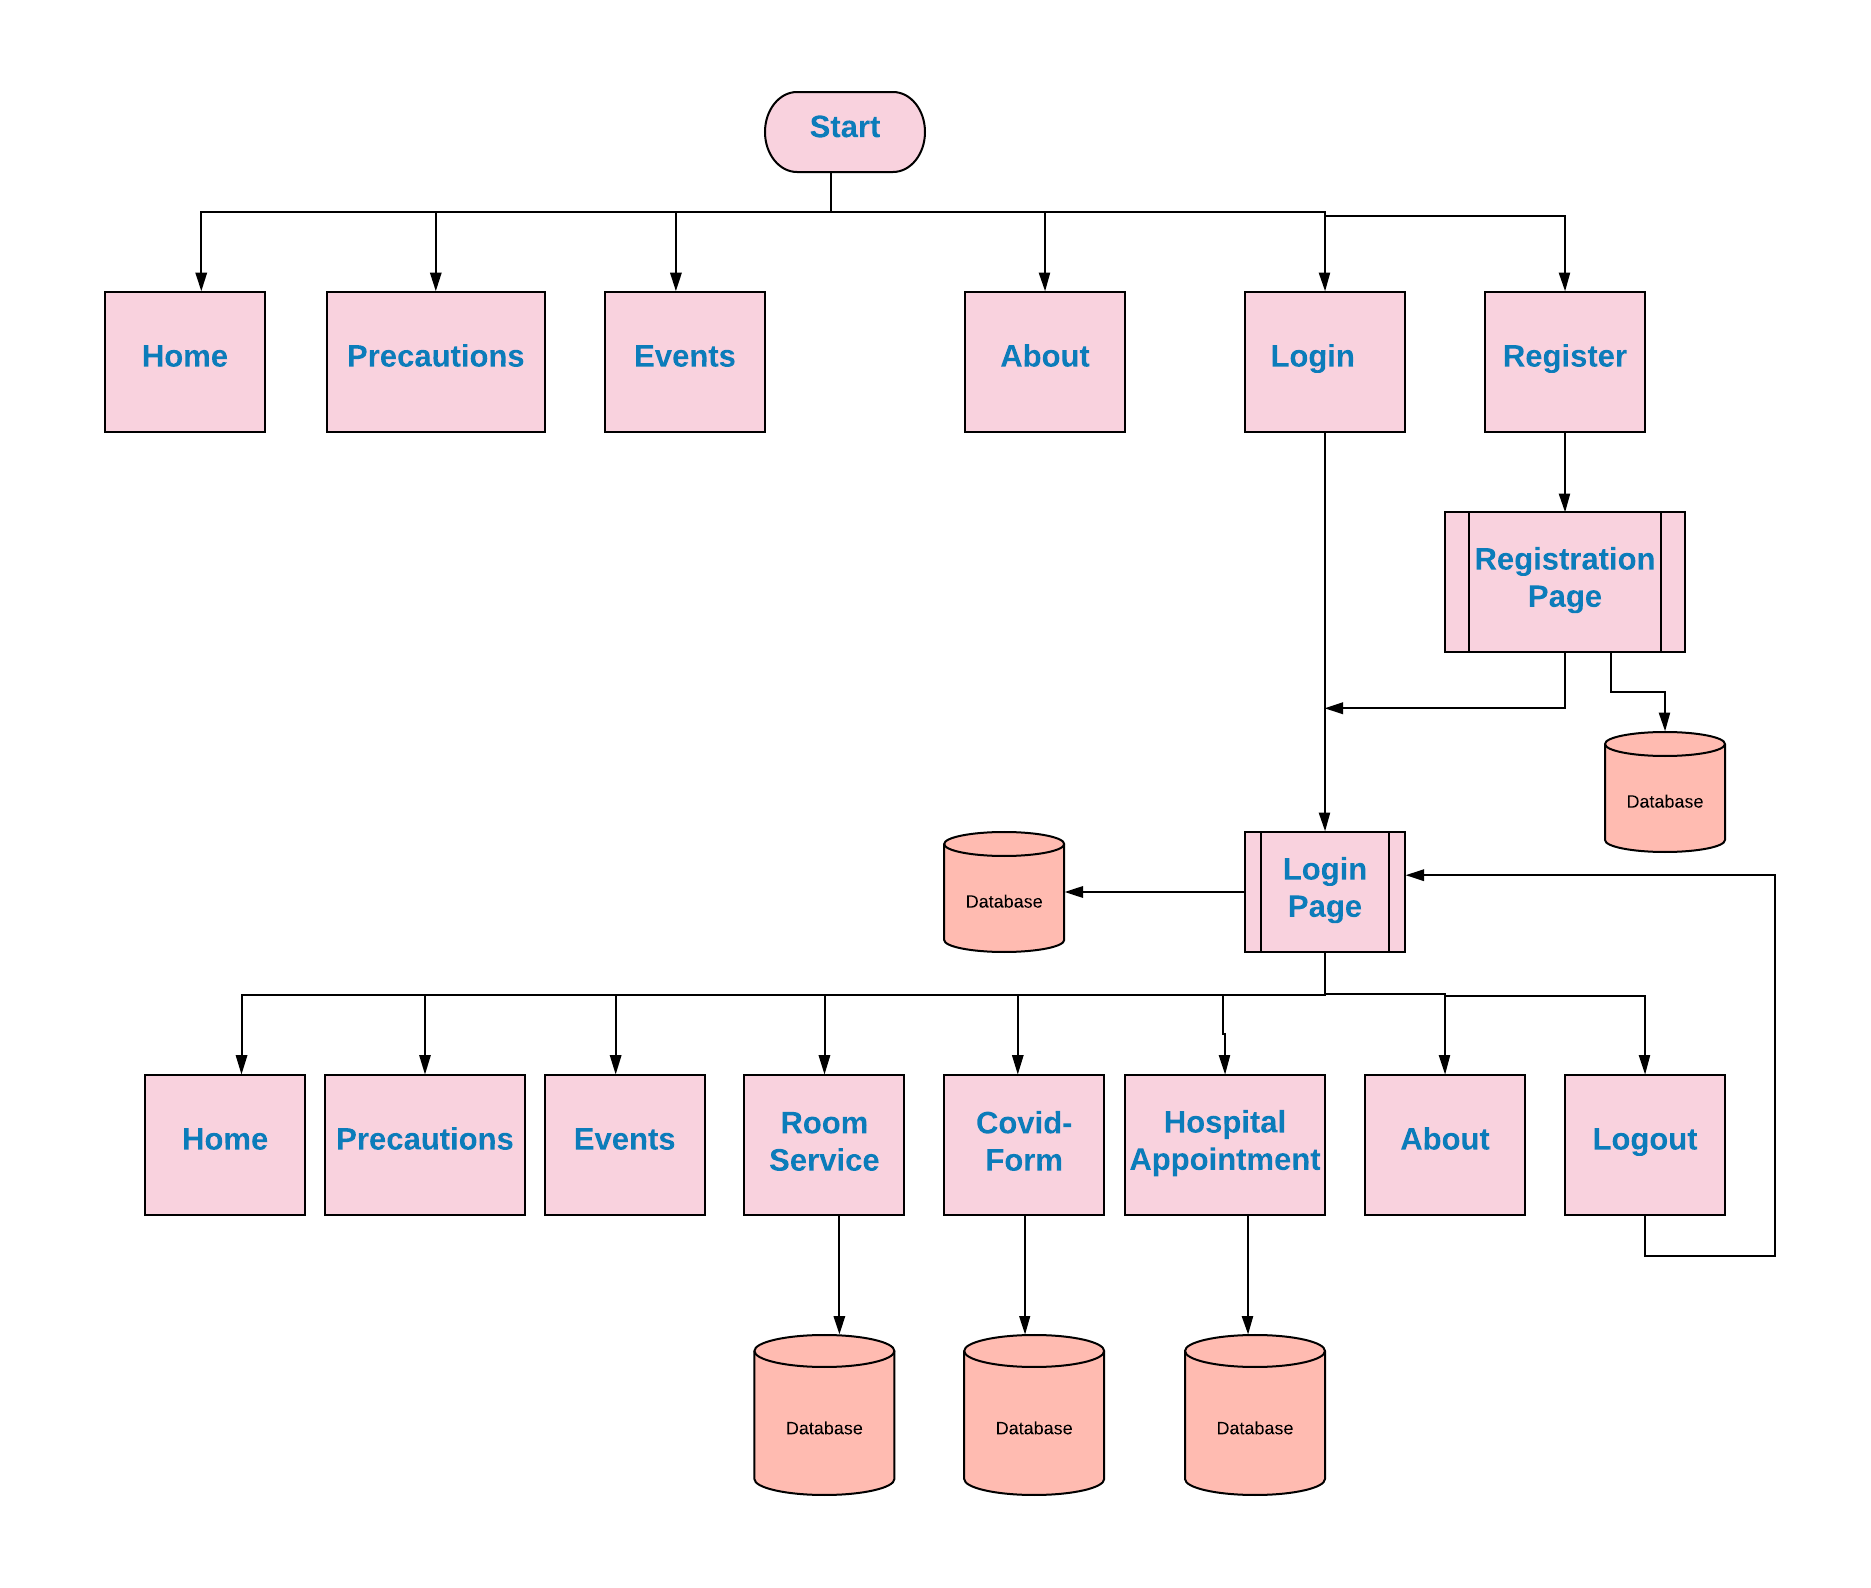 Start
Home
Precautions
Events
About
Login
Register
Registration
Page
Database
Login
Page
Database
Home
Precautions
Events
Room
Service
Covid-
Form
Hospital
Appointment
About
Logout
Database
Database
Database